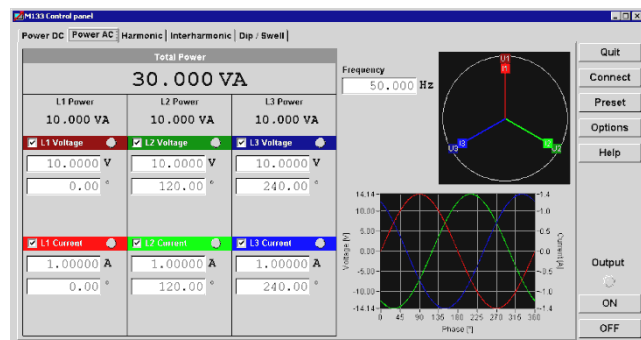 M133 Control panel
Power DC Power AC Harmonic Interharmonic Dip / Swell
Total Power
30.000 VA
L1 Power L2 Power L3 Power
10.000 VA 10.000 VA 10.000 VA
L1 Voltage L2 Voltage L3 Voltage
10.0000 V 10.0000 V 10.0000 V
0.00 ° 120.00 ° 240.00 °
L1 Current L2 Current L3 Current
1.00000 A 1.00000 A 1.00000 A
0.00 ° 120.00 ° 240.00 °
Frequency
50.000 Hz
U1
I1
U3 I3 I2 U2
Voltage [V]
14.14
10.00
5.00
0.00
-5.00
-10.00
-14.14
0 45 90 135 180 225 270 315 360
Phase [°]
1.4
1.0
0.5
0.0
-0.5
-1.0
-1.4
Current [A]
Quit
Connect
Preset
Options
Help
Output
ON
OFF